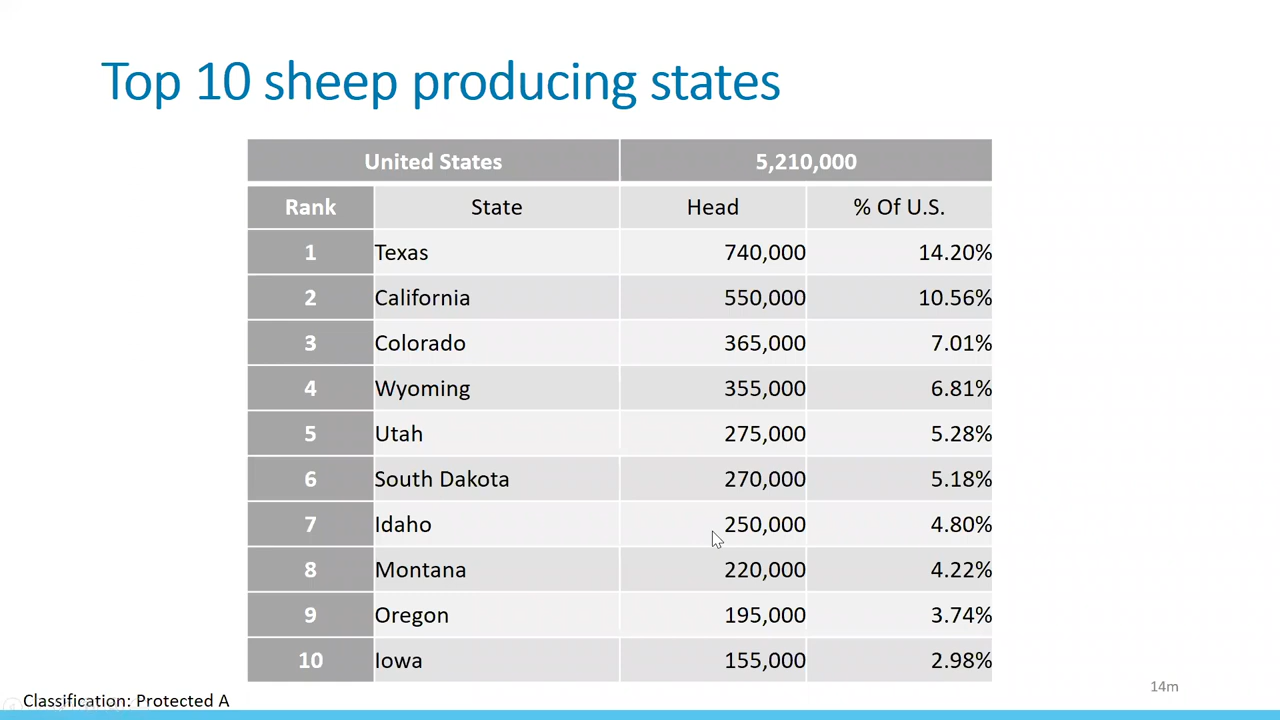 Top 10 sheep producing states
United States 5,210,000
Rank State Head % Of U.S.
1 Texas 740,000 14.20%
2 California 550,000 10.56%
3 Colorado 365,000 7.01%
4 Wyoming 355,000 6.81%
5 Utah 275,000 5.28%
6 South Dakota 270,000 5.18%
7 Idaho 250,000 4.80%
8 Montana 220,000 4.22%
9 Oregon 195,000 3.74%
10 Iowa 155,000 2.98%
14m
Classification: Protected A